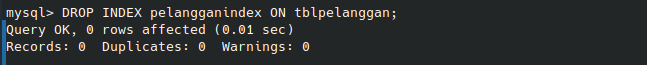 mysql> DROP INDEX pelangganindex ON tblpelanggan;
Query OK, 0 rows affected (0.01 sec)
Records: 0  Duplicates: 0  Warnings: 0